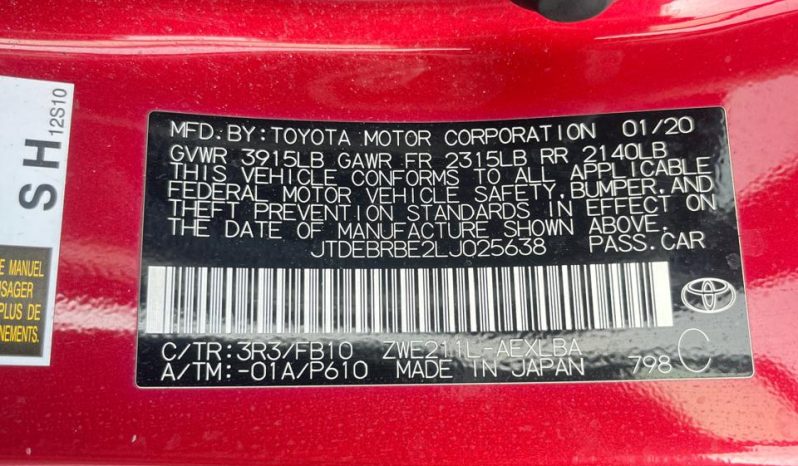 SH
12S10
E MANUEL
SAGER
PLUS DE
NEMENTS.
MFD. BY: TOYOTA MOTOR CORPORATION 01/20
GVWR 3915LB GAWR FR 2315LB RR 2140LB
THIS VEHICLE CONFORMS TO ALL APPLICABLE
FEDERAL MOTOR VEHICLE SAFETY, BUMPER, AND
THEFT PREVENTION STANDARDS IN EFFECT ON
THE DATE OF MANUFACTURE SHOWN ABOVE.
JTDEBRBE2LJ025638 PASS. CAR
C/TR: 3R3/FB10 ZWE211L-AEXLBA
A/TM: -01A/P610 MADE IN JAPAN 798 C